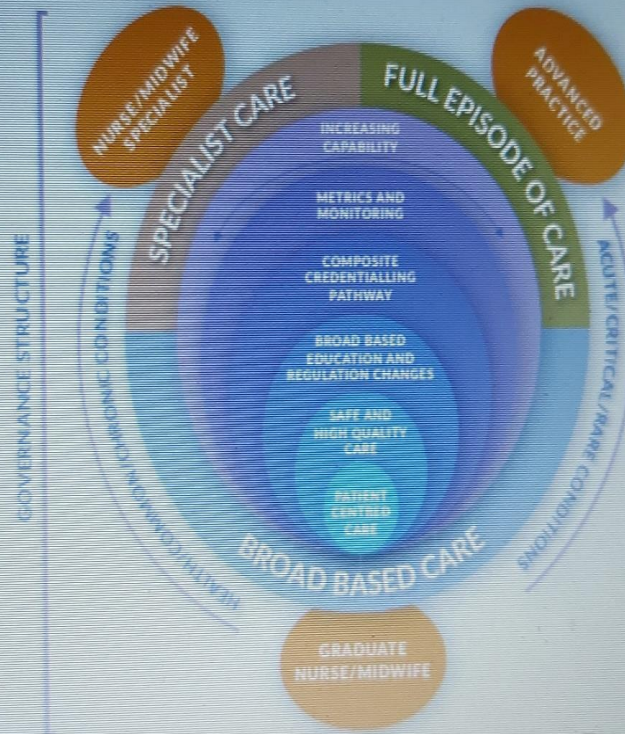 NURSE/MIDWIFE
SPECIALIST
ADVANCED
PRACTICE
SPECIALIST CARE
FULL EPISODE OF CARE
INCREASING
CAPABILITY
METRICS AND
MONITORING
COMPOSITE
CREDENTIALLING
PATHWAY
BROAD BASED
EDUCATION AND
REGULATION CHANGES
SAFE AND
HIGH QUALITY
CARE
PATIENT
CENTRED
CARE
BROAD BASED CARE
GRADUATE
NURSE/MIDWIFE
GOVERNANCE STRUCTURE
HEALTH/COMMON/CHRONIC CONDITIONS
ACUTE/CRITICAL/RARE CONDITIONS